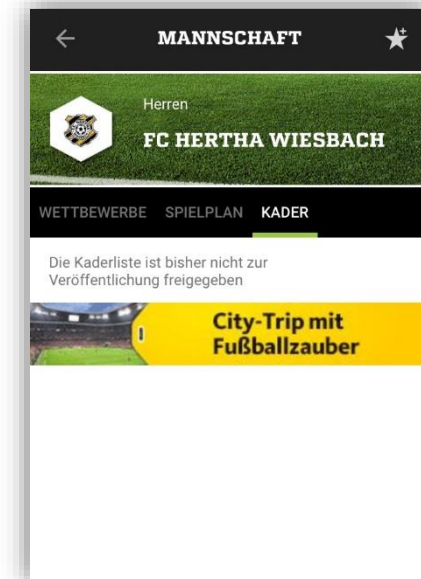 MANNSCHAFT
Herren
FC HERTHA WIESBACH
WETTBEWERBE SPIELPLAN KADER
Die Kaderliste ist bisher nicht zur
Veröffentlichung freigegeben
City-Trip mit
Fußballzauber